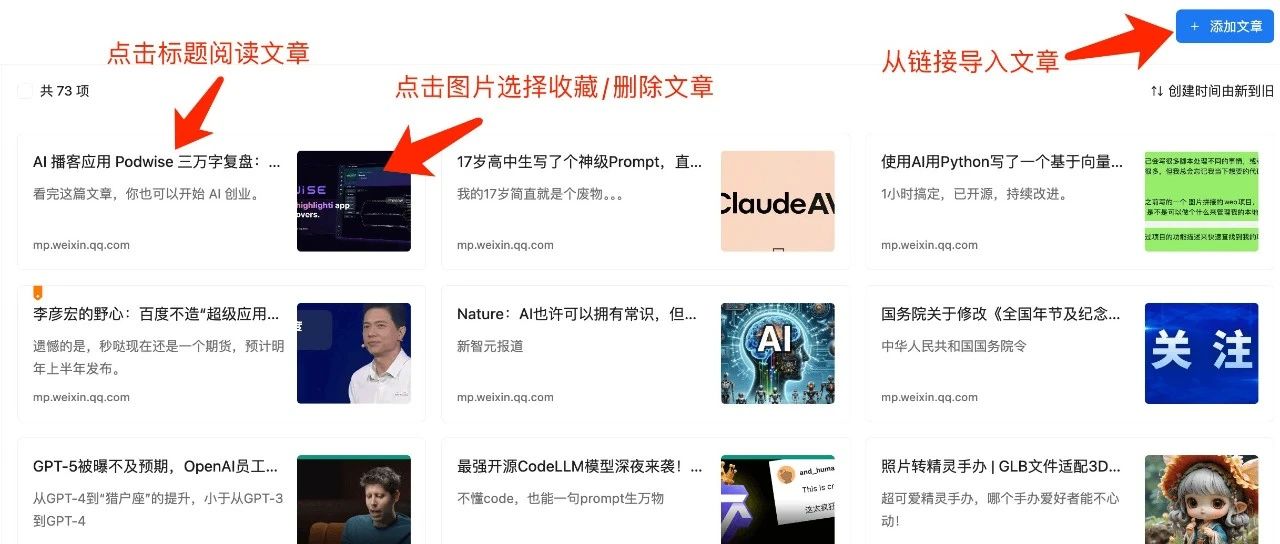 + 添加文章
点击标题阅读文章
从链接导入文章
点击图片选择收藏/删除文章
共 73 项
↑↓ 创建时间由新到旧
AI 播客应用 Podwise 三万字复盘：...
看完这篇文章，你也可以开始 AI 创业。
mp.weixin.qq.com
17岁高中生写了个神级Prompt，直...
我的17岁简直就是个废物。。。
mp.weixin.qq.com
ClaudeAV
使用AI用Python写了一个基于向量...
1小时搞定，已开源，持续改进。
mp.weixin.qq.com
李彦宏的野心：百度不造“超级应用...
遗憾的是，秒哒现在还是一个期货，预计明
年上半年发布。
mp.weixin.qq.com
Nature：AI也许可以拥有常识，但...
新智元报道
mp.weixin.qq.com
AI
国务院关于修改《全国年节及纪念...
中华人民共和国国务院令
mp.weixin.qq.com
关 注
GPT-5被曝不及预期，OpenAI员工...
从GPT-4到“猎户座”的提升，小于从GPT-3
到GPT-4
最强开源CodeLLM模型深夜来袭！...
不懂code，也能一句prompt生万物
and_huma
This is cr
这太疯狂
照片转精灵手办 | GLB文件适配3D...
超可爱精灵手办，哪个手办爱好者能不心
动！